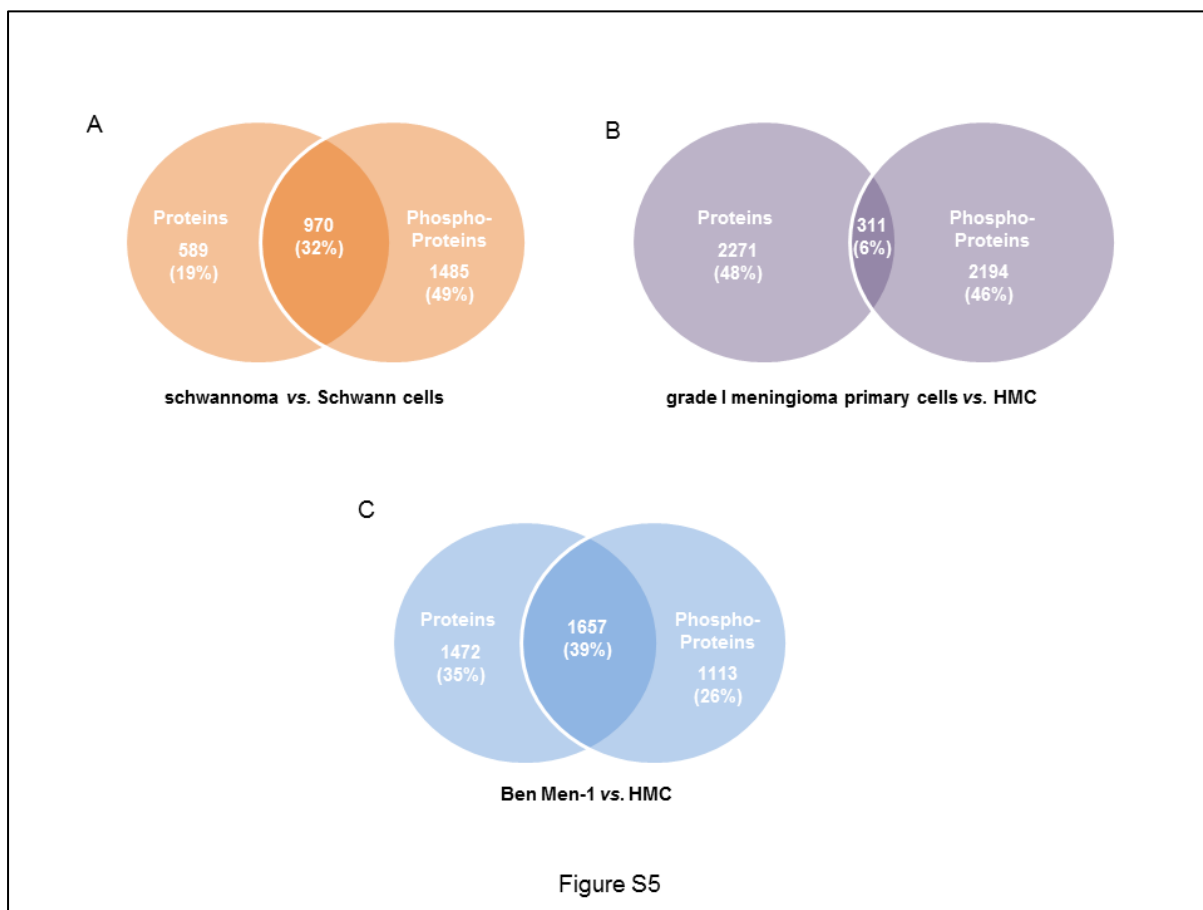 A
Proteins
589
(19%)
970
(32%)
Phospho-
Proteins
1485
(49%)
schwannoma vs. Schwann cells
B
Proteins
2271
(48%)
311
(6%)
Phospho-
Proteins
2194
(46%)
grade I meningioma primary cells vs. HMC
C
Proteins
1472
(35%)
1657
(39%)
Phospho-
Proteins
1113
(26%)
Ben Men-1 vs. HMC
Figure S5